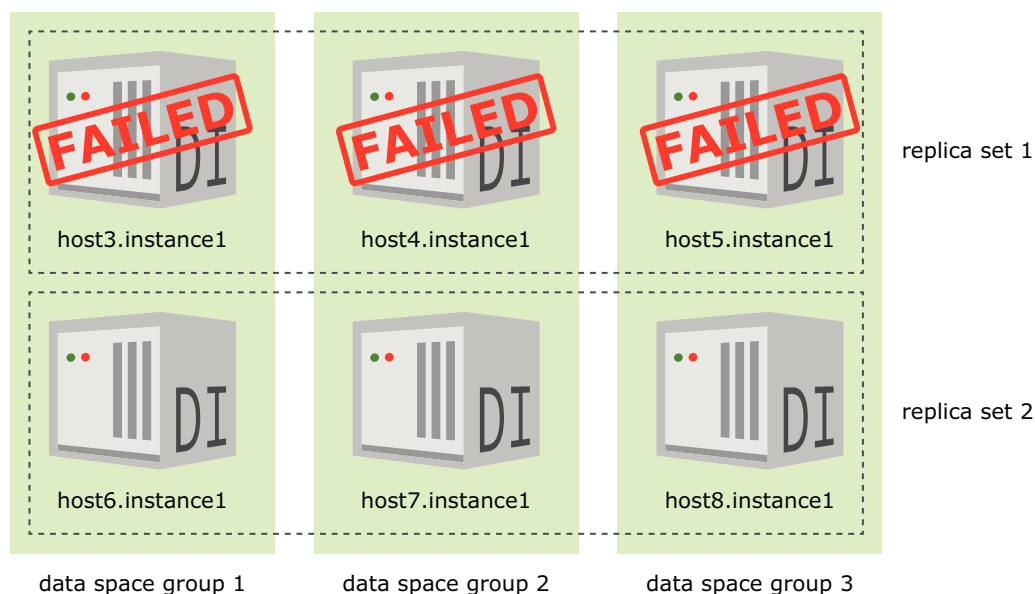 FAILED
DI
FAILED
DI
FAILED
DI
host3.instance1
host4.instance1
host5.instance1
replica set 1
DI
DI
DI
host6.instance1
host7.instance1
host8.instance1
replica set 2
data space group 1
data space group 2
data space group 3